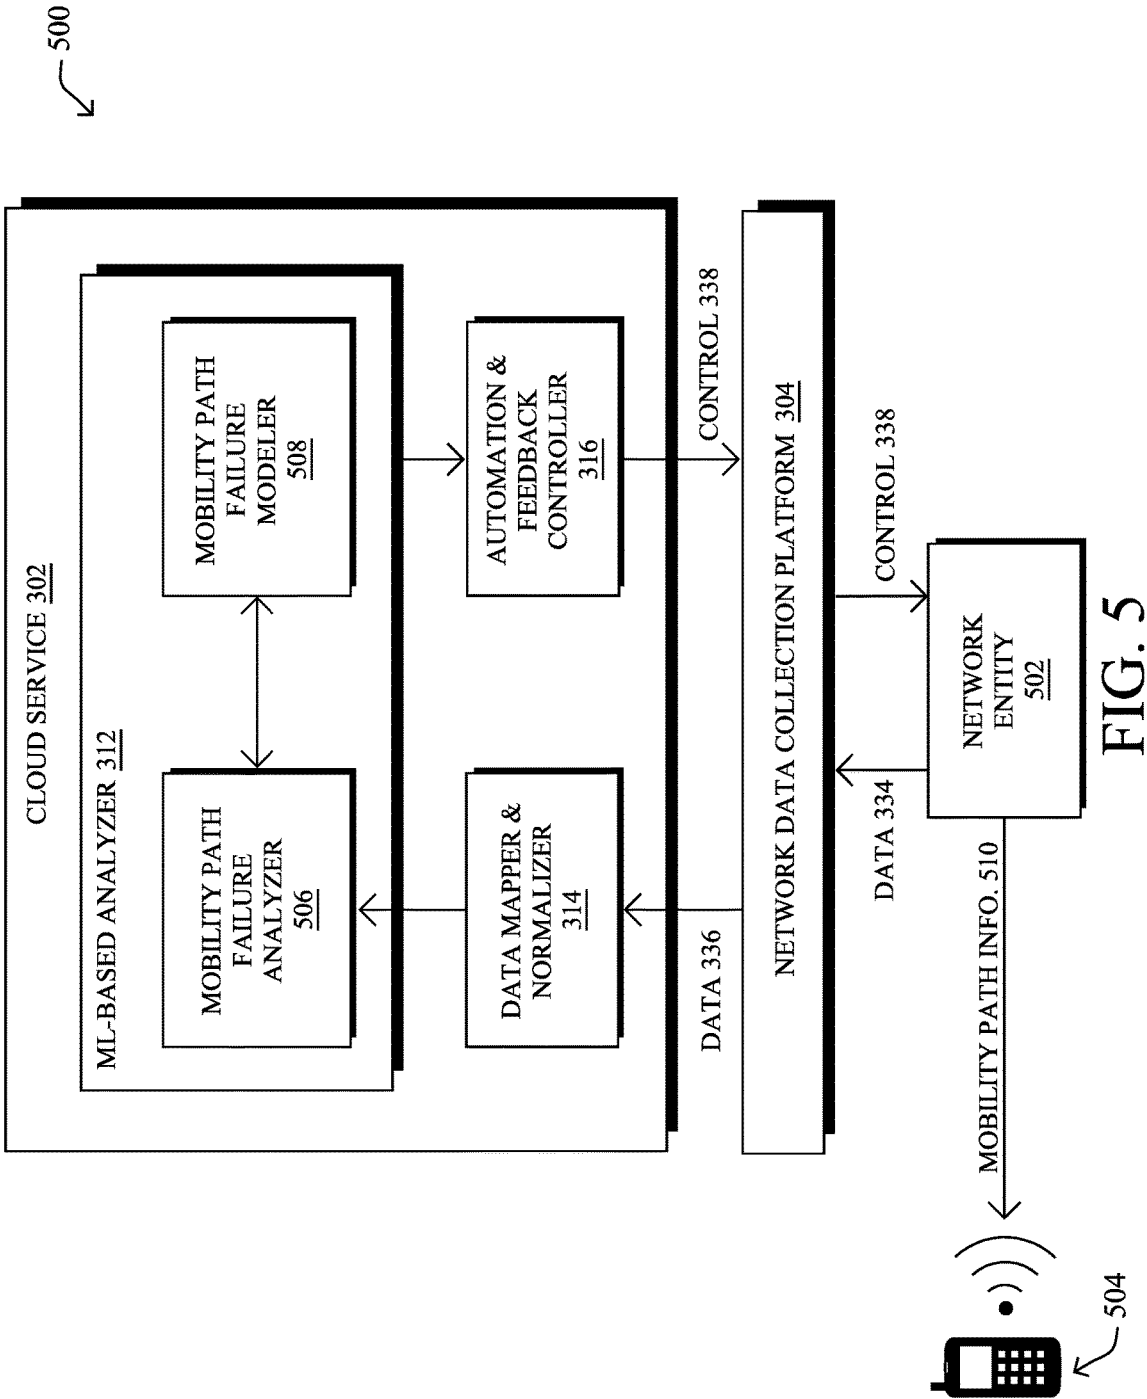 500
CLOUD SERVICE 302
ML-BASED ANALYZER 312
MOBILITY PATH
FAILURE
ANALYZER
506
MOBILITY PATH
FAILURE
MODELER
508
DATA MAPPER &
NORMALIZER
314
AUTOMATION &
FEEDBACK
CONTROLLER
316
DATA 336
CONTROL 338
NETWORK DATA COLLECTION PLATFORM 304
DATA 334
CONTROL 338
MOBILITY PATH INFO. 510
NETWORK
ENTITY
502
504
FIG. 5